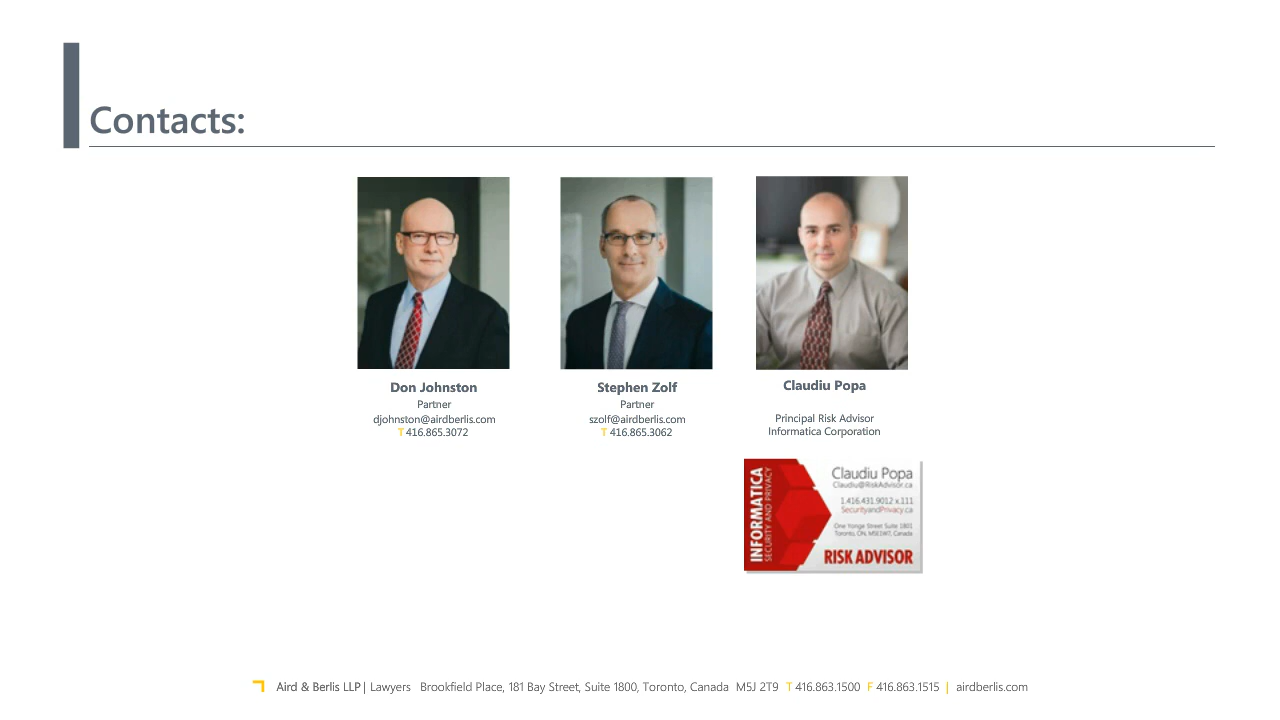 Contacts:
Don Johnston
Partner
djohnston@airdberlis.com
T 416.865.3072
Stephen Zolf
Partner
szolf@airdberlis.com
T 416.865.3062
Claudiu Popa
Principal Risk Advisor
Informatica Corporation
INFORMATICA
SECURITY AND PRIVACY
Claudiu Popa
Claudiu@RiskAdvisor.ca
1.416.431.9012 x.111
SecurityandPrivacy.ca
One Yonge Street Suite 1801
Toronto, ON, M5E1W7, Canada
RISK ADVISOR
Aird & Berlis LLP | Lawyers Brookfield Place, 181 Bay Street, Suite 1800, Toronto, Canada M5J 2T9 T 416.863.1500 F 416.863.1515 | airdberlis.com